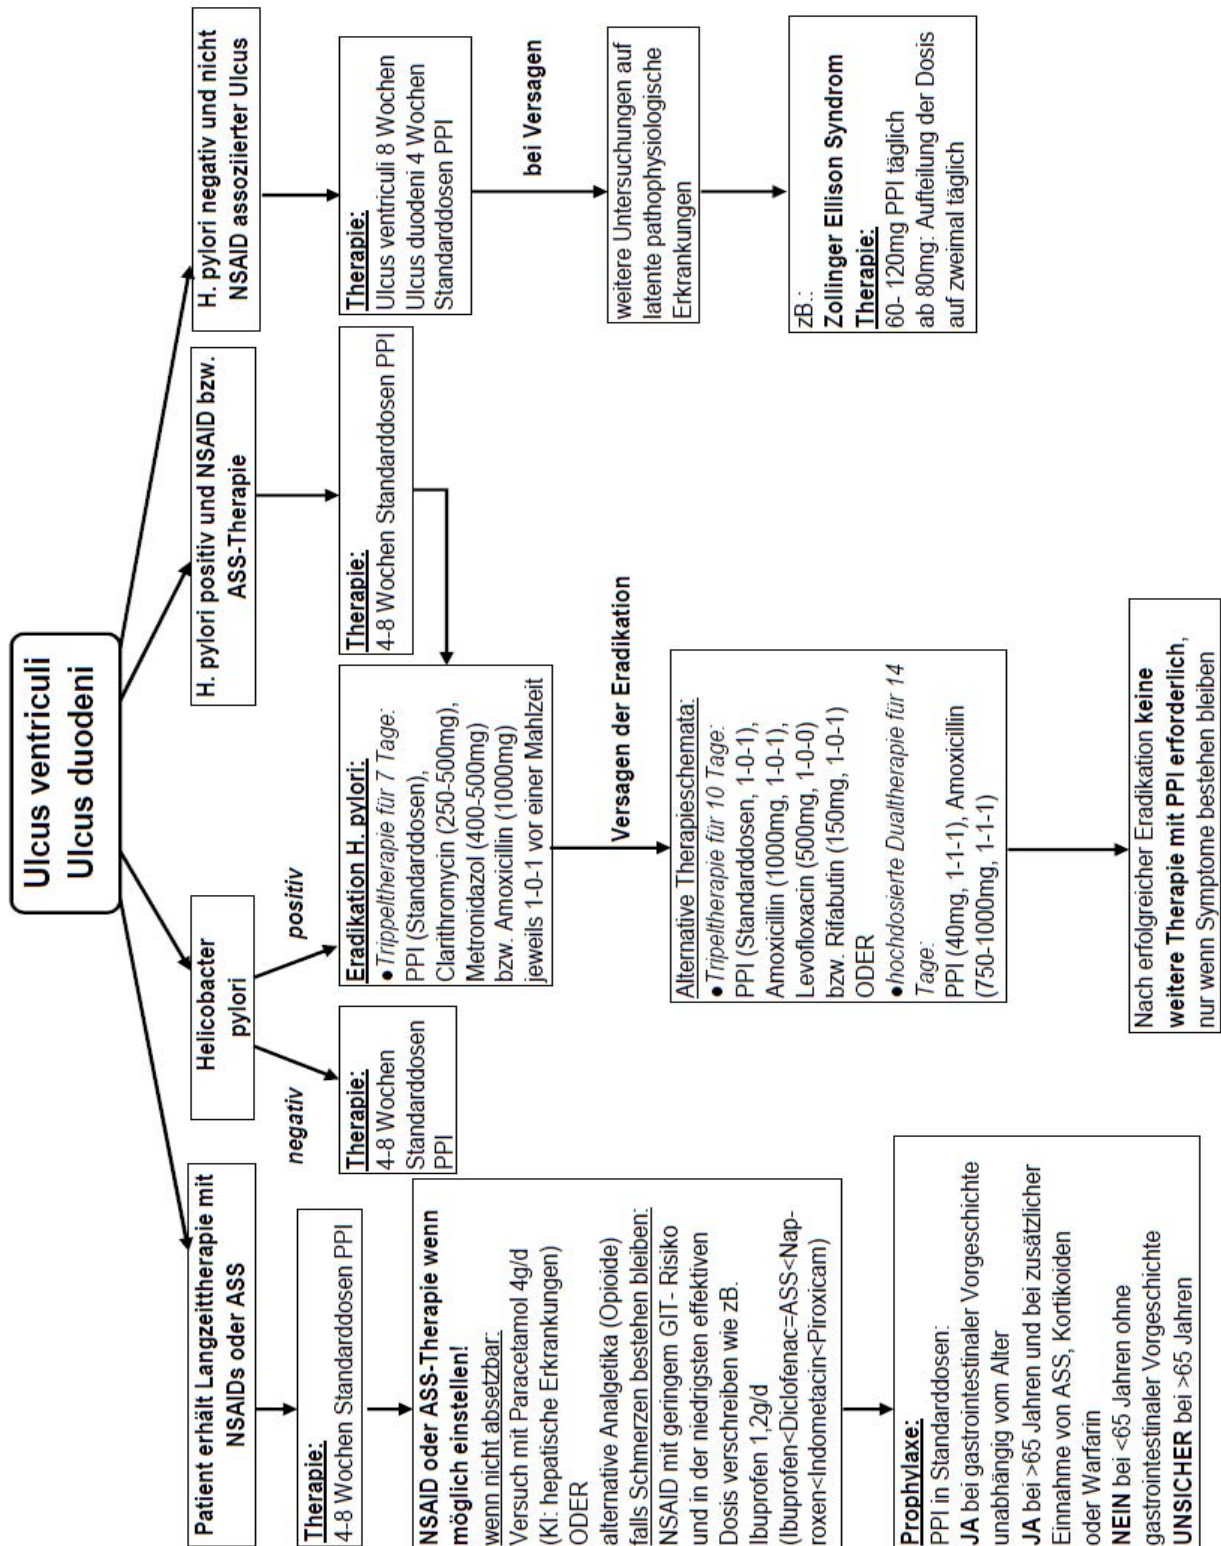 Ulcus ventriculi
Ulcus duodeni
Patient erhält Langzeittherapie mit
NSAIDs oder ASS
Therapie:
4-8 Wochen Standarddosen PPI
NSAID oder ASS-Therapie wenn
möglich einstellen!
wenn nicht absetzbar:
Versuch mit Paracetamol 4g/d
(KI: hepatische Erkrankungen)
ODER
alternative Analgetika (Opioide)
falls Schmerzen bestehen bleiben:
NSAID mit geringem GIT- Risiko
und in der niedrigsten effektiven
Dosis verschreiben wie zB.
Ibuprofen 1,2g/d
(Ibuprofen<Diclofenac=ASS<Nap-
roxen<Indometacin<Piroxicam)
Prophylaxe:
PPI in Standarddosen:
JA bei gastrointestinaler Vorgeschichte
unabhängig vom Alter
JA bei >65 Jahren und bei zusätzlicher
Einnahme von ASS, Kortikoiden
oder Warfarin
NEIN bei <65 Jahren ohne
gastrointestinaler Vorgeschichte
UNSICHER bei >65 Jahren
Helicobacter
pylori
negativ
Therapie:
4-8 Wochen
Standarddosen
PPI
positiv
Eradikation H. pylori:
●Trippeltherapie für 7 Tage:
PPI (Standarddosen),
Clarithromycin (250-500mg),
Metronidazol (400-500mg)
bzw. Amoxicillin (1000mg)
jeweils 1-0-1 vor einer Mahlzeit
Versagen der Eradikation
Alternative Therapieschemata:
●Tripeltherapie für 10 Tage:
PPI (Standarddosen, 1-0-1),
Amoxicillin (1000mg, 1-0-1),
Levofloxacin (500mg, 1-0-0)
bzw. Rifabutin (150mg, 1-0-1)
ODER
●hochdosierte Dualtherapie für 14
Tage:
PPI (40mg, 1-1-1), Amoxicillin
(750-1000mg, 1-1-1)
Nach erfolgreicher Eradikation keine
weitere Therapie mit PPI erforderlich,
nur wenn Symptome bestehen bleiben
H. pylori positiv und NSAID bzw.
ASS-Therapie
Therapie:
4-8 Wochen Standarddosen PPI
H. pylori negativ und nicht
NSAID assoziierter Ulcus
Therapie:
Ulcus ventriculi 8 Wochen
Ulcus duodeni 4 Wochen
Standarddosen PPI
bei Versagen
weitere Untersuchungen auf
latente pathophysiologische
Erkrankungen
zB.:
Zollinger Ellison Syndrom
Therapie:
60- 120mg PPI täglich
ab 80mg: Aufteilung der Dosis
auf zweimal täglich